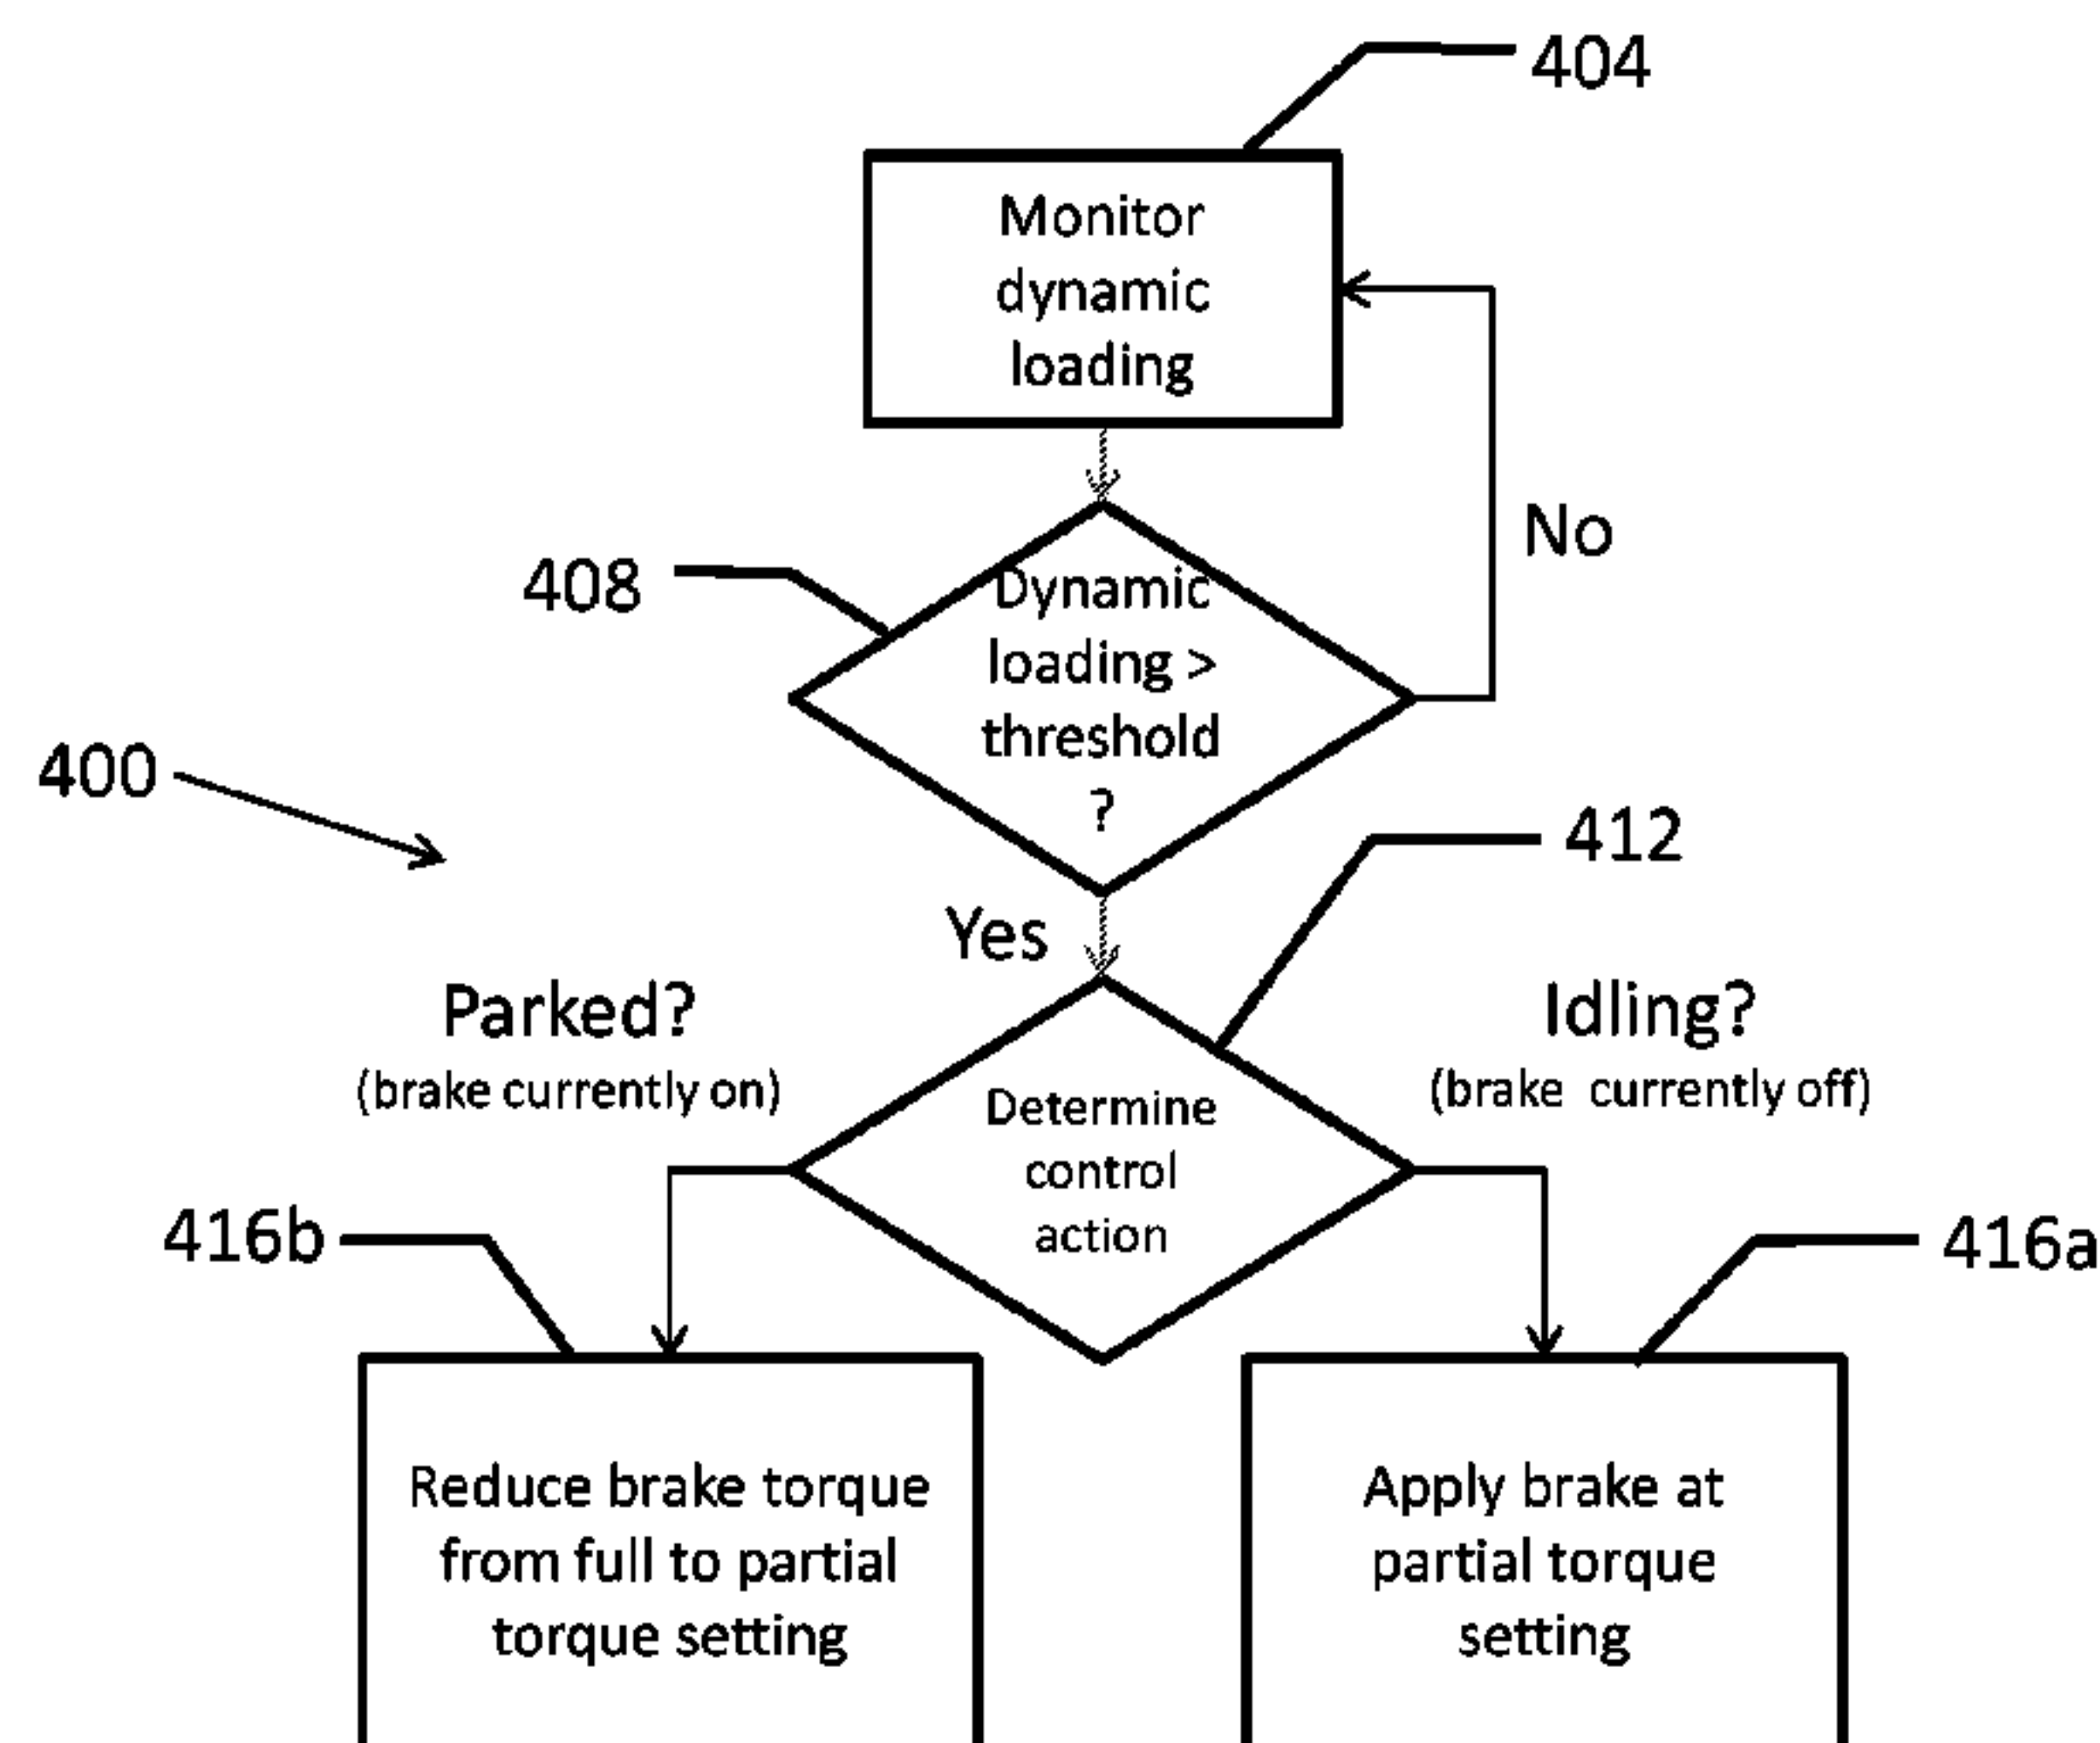 404
Monitor
dynamic
loading
No
408
Dynamic
loading >
threshold
?
400
412
Yes
Parked?
(brake currently on)
Idling?
(brake currently off)
Determine
control
action
416b
416a
Reduce brake torque
from full to partial
torque setting
Apply brake at
partial torque
setting